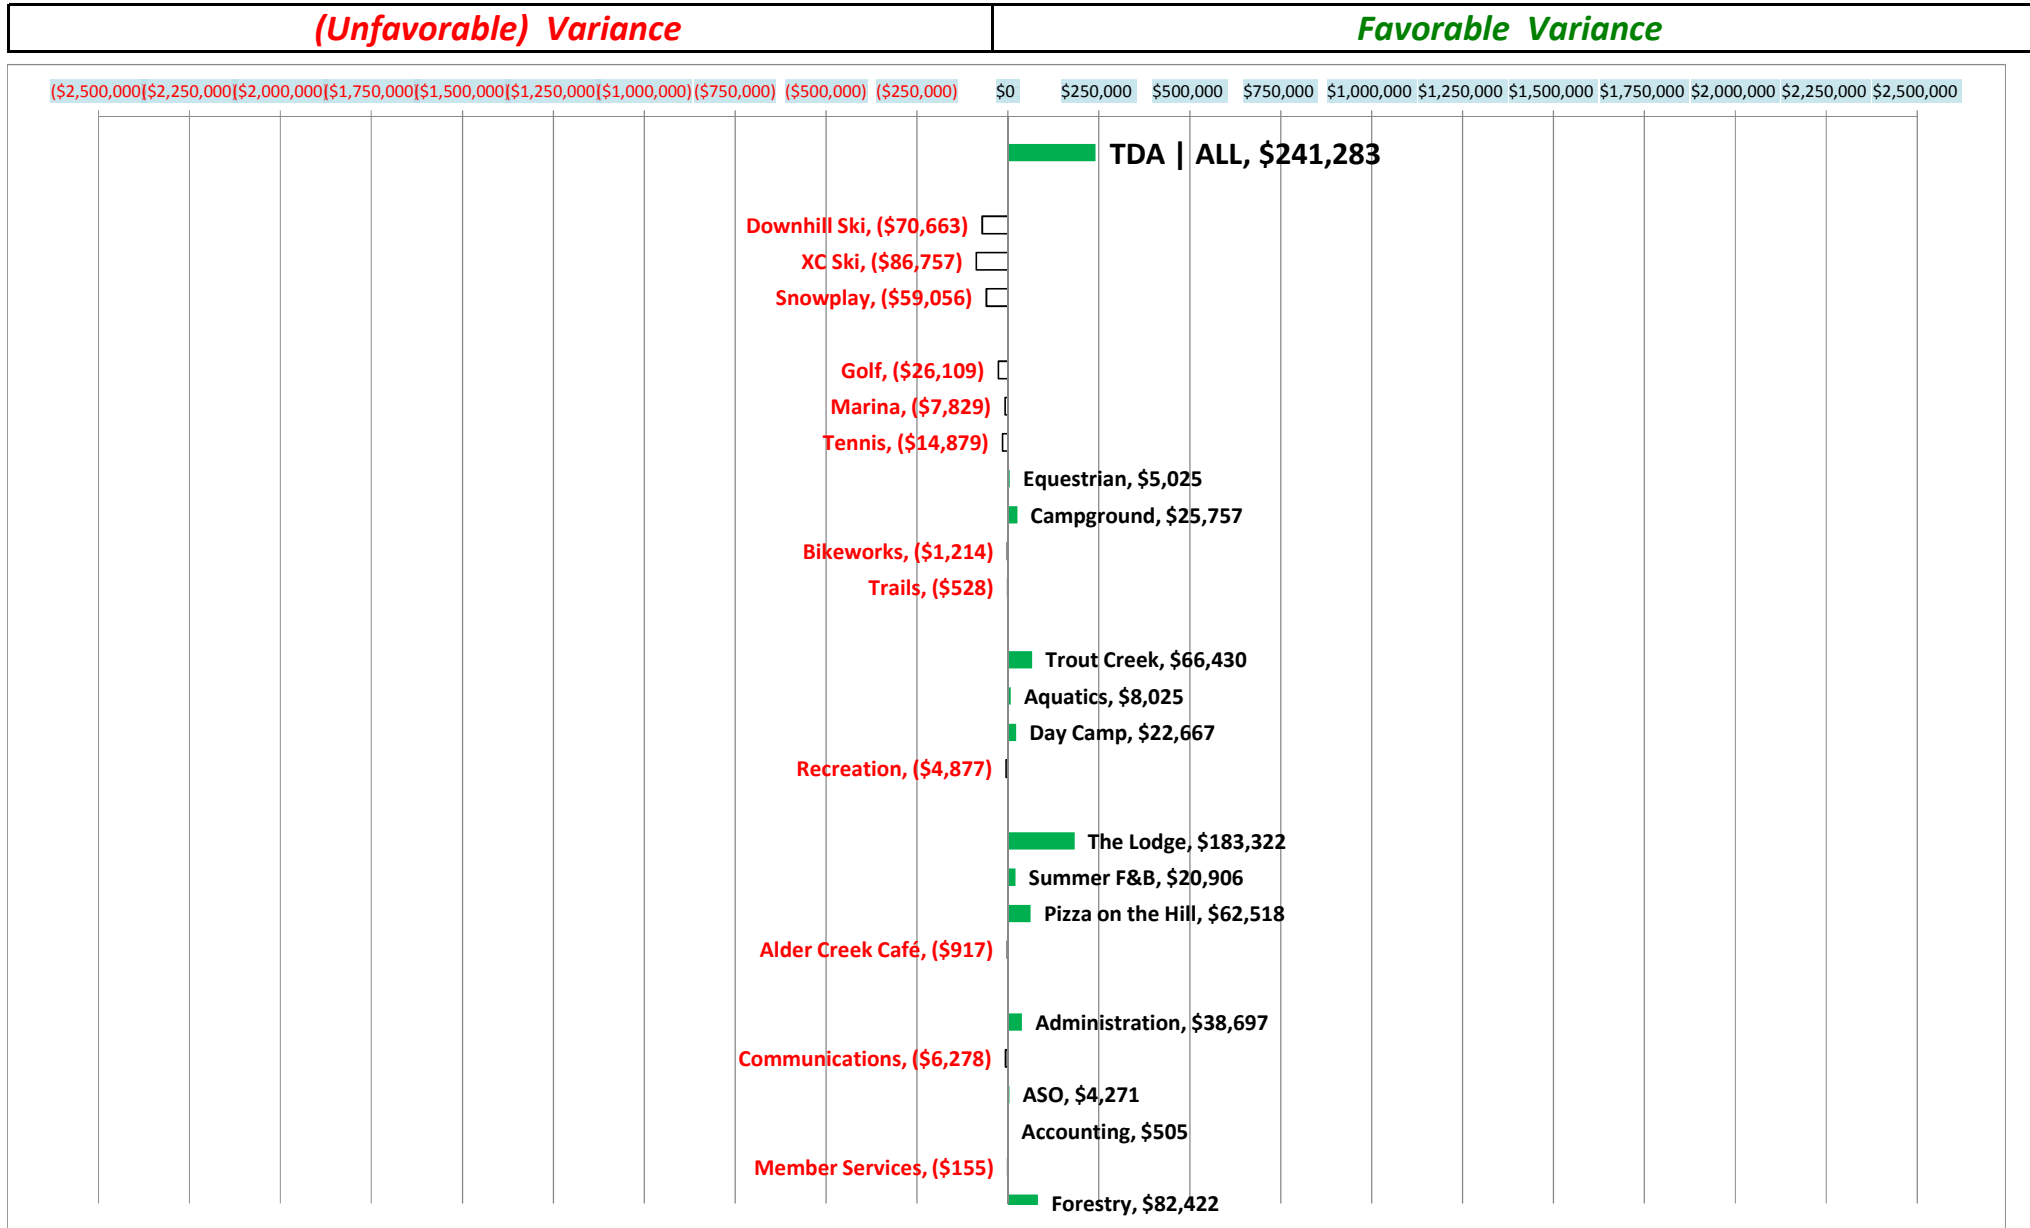 (Unfavorable) Variance Favorable Variance
($2,500,000) ($2,250,000) ($2,000,000) ($1,750,000) ($1,500,000) ($1,250,000) ($1,000,000) ($750,000) ($500,000) ($250,000) $0 $250,000 $500,000 $750,000 $1,000,000 $1,250,000 $1,500,000 $1,750,000 $2,000,000 $2,250,000 $2,500,000
TDA | ALL, $241,283
Downhill Ski, ($70,663)
XC Ski, ($86,757)
Snowplay, ($59,056)
Golf, ($26,109)
Marina, ($7,829)
Tennis, ($14,879)
Equestrian, $5,025
Campground, $25,757
Bikeworks, ($1,214)
Trails, ($528)
Trout Creek, $66,430
Aquatics, $8,025
Day Camp, $22,667
Recreation, ($4,877)
The Lodge, $183,322
Summer F&B, $20,906
Pizza on the Hill, $62,518
Alder Creek Café, ($917)
Administration, $38,697
Communications, ($6,278)
ASO, $4,271
Accounting, $505
Member Services, ($155)
Forestry, $82,422